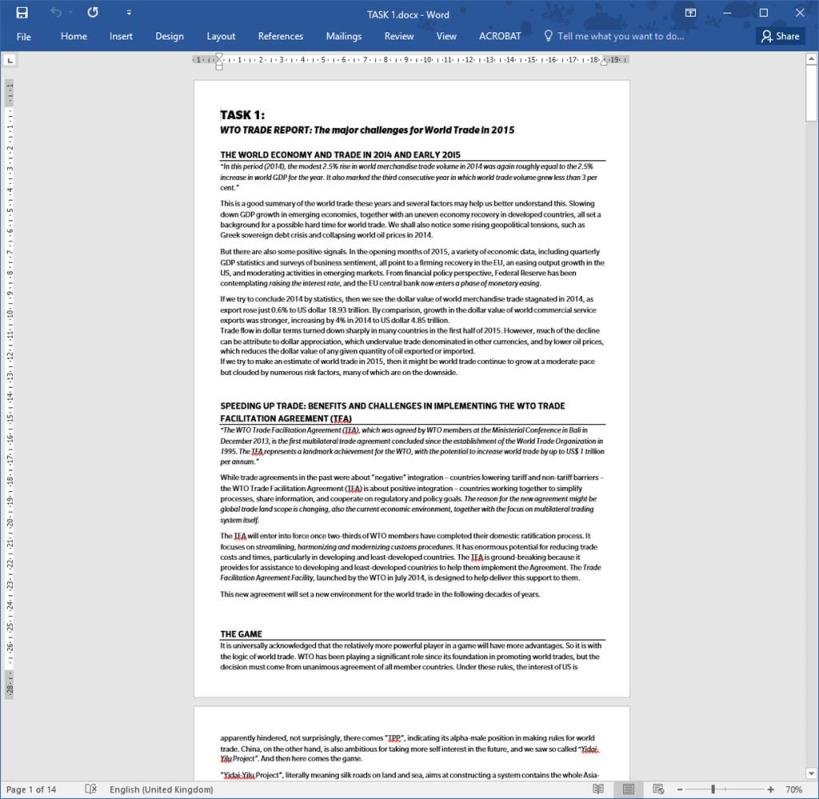 TASK 1.docx - Word
File Home Insert Design Layout References Mailings Review View ACROBAT Tell me what you want to do... Share
TASK 1:
WTO TRADE REPORT: The major challenges for World Trade in 2015
THE WORLD ECONOMY AND TRADE IN 2014 AND EARLY 2015
"In this period (2014), the modest 2.5% rise in world merchandise trade volume in 2014 was again roughly equal to the 2.5%
increase in world GDP for the year. It also marked the third consecutive year in which world trade volume grew less than 3 per
cent."
This is a good summary of the world trade these years and several factors may help us better understand this. Slowing
down GDP growth in emerging economies, together with an uneven economy recovery in developed countries, all set a
background for a possible hard time for world trade. We shall also notice some rising geopolitical tensions, such as
Greek sovereign debt crisis and collapsing world oil prices in 2014.
But there are also some positive signals. In the opening months of 2015, a variety of economic data, including quarterly
GDP statistics and surveys of business sentiment, all point to a firming recovery in the EU, an easing output growth in the
US, and moderating activities in emerging markets. From financial policy perspective, Federal Reserve has been
contemplating raising the interest rate, and the EU central bank now enters a phase of monetary easing.
If we try to conclude 2014 by statistics, then we see the dollar value of world merchandise trade stagnated in 2014, as
export rose just 0.6% to US dollar 18.93 trillion. By comparison, growth in the dollar value of world commercial service
exports was stronger, increasing by 4% in 2014 to US dollar 4.85 trillion.
Trade flow in dollar terms turned down sharply in many countries in the first half of 2015. However, much of the decline
can be attribute to dollar appreciation, which undervalue trade denominated in other currencies, and by lower oil prices,
which reduces the dollar value of any given quantity of oil exported or imported.
If we try to make an estimate of world trade in 2015, then it might be world trade continue to grow at a moderate pace
but clouded by numerous risk factors, many of which are on the downside.
SPEEDING UP TRADE: BENEFITS AND CHALLENGES IN IMPLEMENTING THE WTO TRADE
FACILITATION AGREEMENT (TFA)
"The WTO Trade Facilitation Agreement (TFA), which was agreed by WTO members at the Ministerial Conference in Bali in
December 2013, is the first multilateral trade agreement concluded since the establishment of the World Trade Organization in
1995. The TFA represents a landmark achievement for the WTO, with the potential to increase world trade by up to US$ 1 trillion
per annum."
While trade agreements in the past were about "negative" integration – countries lowering tariff and non-tariff barriers –
the WTO Trade Facilitation Agreement (TFA) is about positive integration – countries working together to simplify
processes, share information, and cooperate on regulatory and policy goals. The reason for the new agreement might be
global trade land scope is changing, also the current economic environment, together with the focus on multilateral trading
system itself.
The TFA will enter into force once two-thirds of WTO members have completed their domestic ratification process. It
focuses on streamlining, harmonizing and modernizing customs procedures. It has enormous potential for reducing trade
costs and times, particularly in developing and least-developed countries. The TFA is ground-breaking because it
provides for assistance to developing and least-developed countries to help them implement the Agreement. The Trade
Facilitation Agreement Facility, launched by the WTO in July 2014, is designed to help deliver this support to them.
This new agreement will set a new environment for the world trade in the following decades of years.
THE GAME
It is universally acknowledged that the relatively more powerful player in a game will have more advantages. So it is with
the logic of world trade. WTO has been playing a significant role since its foundation in promoting world trades, but the
decision must come from unanimous agreement of all member countries. Under these rules, the interest of US is
apparently hindered, not surprisingly, there comes "TPP", indicating its alpha-male position in making rules for world
trade. China, on the other hand, is also ambitious for taking more self interest in the future, and we saw so called "Yidai
Yilu Project". And then here comes the game.
"Yidai Yilu Project", literally meaning silk roads on land and sea, aims at constructing a system contains the whole Asia-
Page 1 of 14 English (United Kingdom) 70%